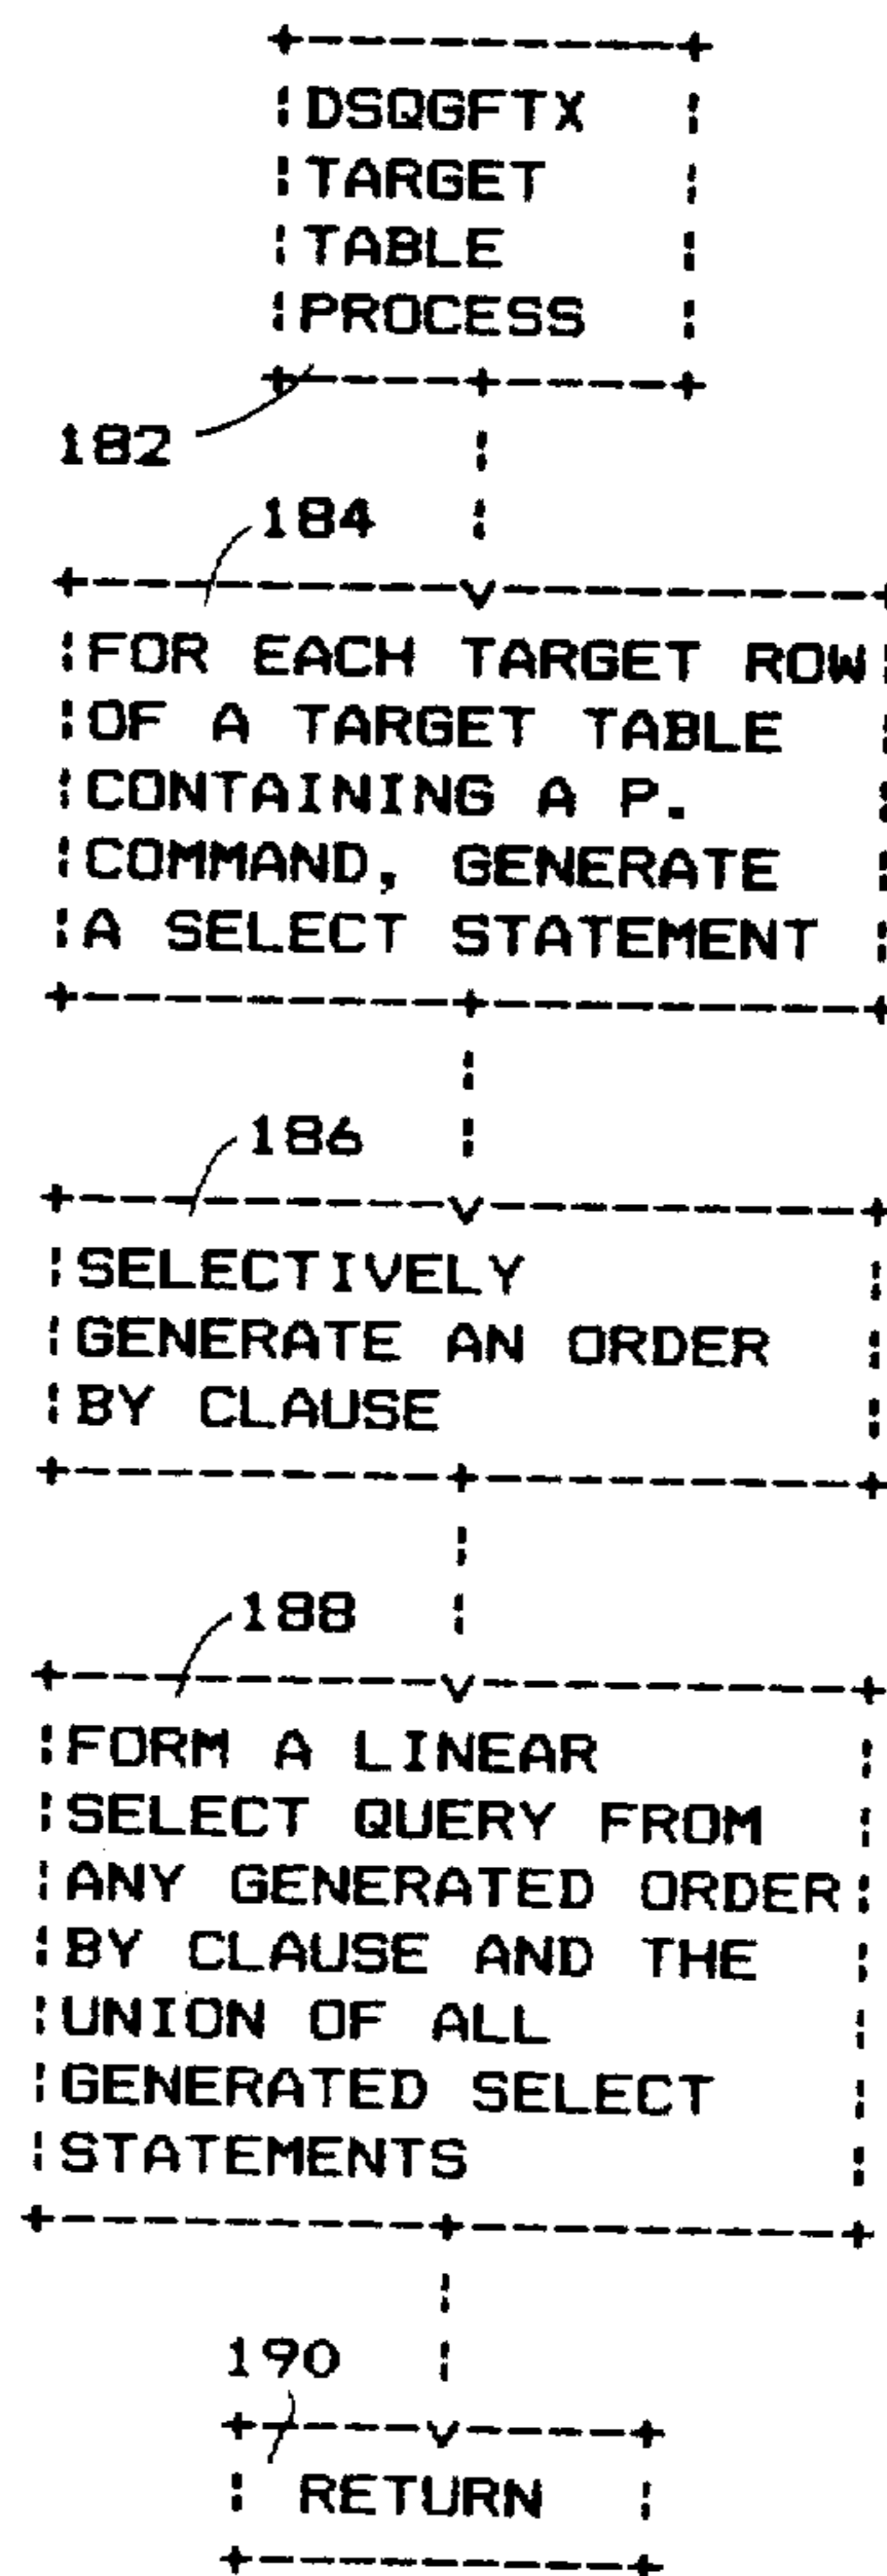 DSQGFTX
TARGET
TABLE
PROCESS
182
184
FOR EACH TARGET ROW
OF A TARGET TABLE
CONTAINING A P.
COMMAND, GENERATE
A SELECT STATEMENT
186
SELECTIVELY
GENERATE AN ORDER
BY CLAUSE
188
FORM A LINEAR
SELECT QUERY FROM
ANY GENERATED ORDER
BY CLAUSE AND THE
UNION OF ALL
GENERATED SELECT
STATEMENTS
190
RETURN